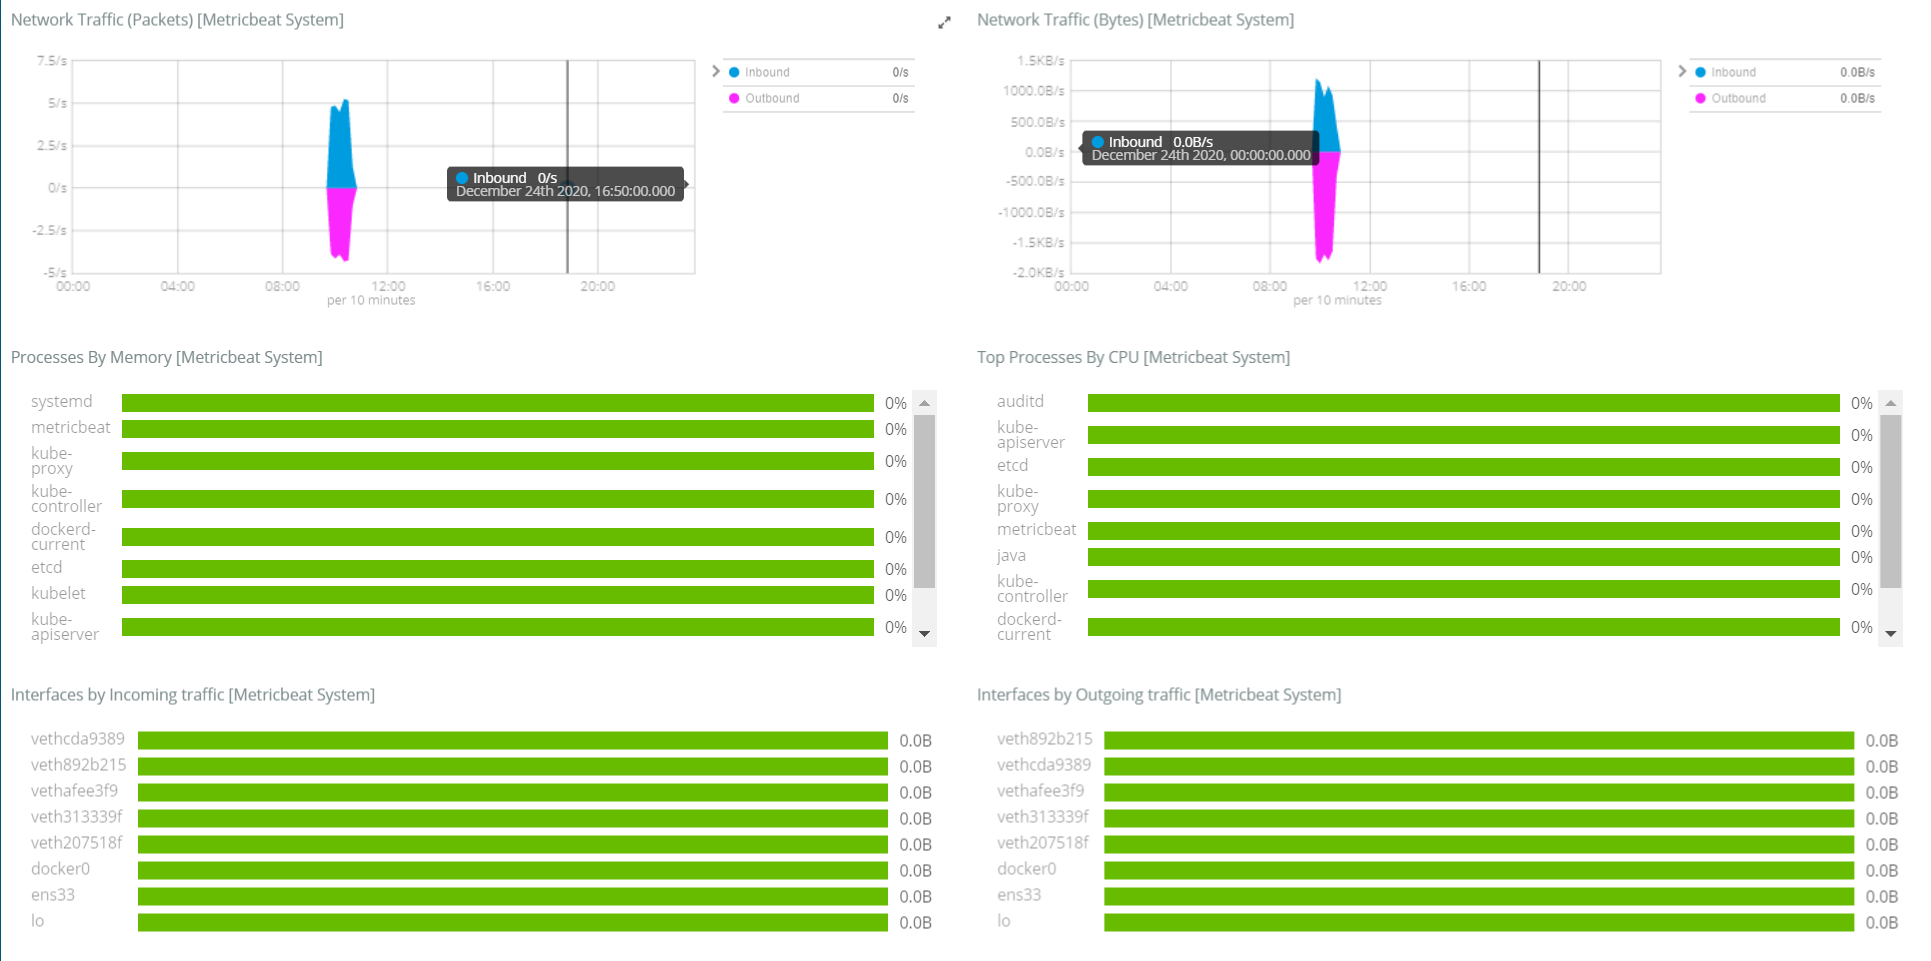 Network Traffic (Packets) [Metricbeat System]
7.5/s
5/s
2.5/s
0/s
-2.5/s
-5/s
00:00 04:00 08:00 12:00 16:00 20:00
per 10 minutes
Inbound 0/s
Outbound 0/s
Inbound 0/s
December 24th 2020, 16:50:00.000
Network Traffic (Bytes) [Metricbeat System]
1.5KB/s
1000.0B/s
500.0B/s
0.0B/s
-500.0B/s
-1000.0B/s
-1.5KB/s
-2.0KB/s
00:00 04:00 08:00 12:00 16:00 20:00
per 10 minutes
Inbound 0.0B/s
Outbound 0.0B/s
Inbound 0.0B/s
December 24th 2020, 00:00:00.000
Processes By Memory [Metricbeat System]
systemd 0%
metricbeat 0%
kube-
proxy 0%
kube-
controller 0%
dockerd-
current 0%
etcd 0%
kubelet 0%
kube-
apiserver 0%
Top Processes By CPU [Metricbeat System]
auditd 0%
kube-
apiserver 0%
etcd 0%
kube-
proxy 0%
metricbeat 0%
java 0%
kube-
controller 0%
dockerd-
current 0%
Interfaces by Incoming traffic [Metricbeat System]
vethcda9389 0.0B
veth892b215 0.0B
vethafee3f9 0.0B
veth313339f 0.0B
veth207518f 0.0B
docker0 0.0B
ens33 0.0B
lo 0.0B
Interfaces by Outgoing traffic [Metricbeat System]
veth892b215 0.0B
vethcda9389 0.0B
vethafee3f9 0.0B
veth313339f 0.0B
veth207518f 0.0B
docker0 0.0B
ens33 0.0B
lo 0.0B